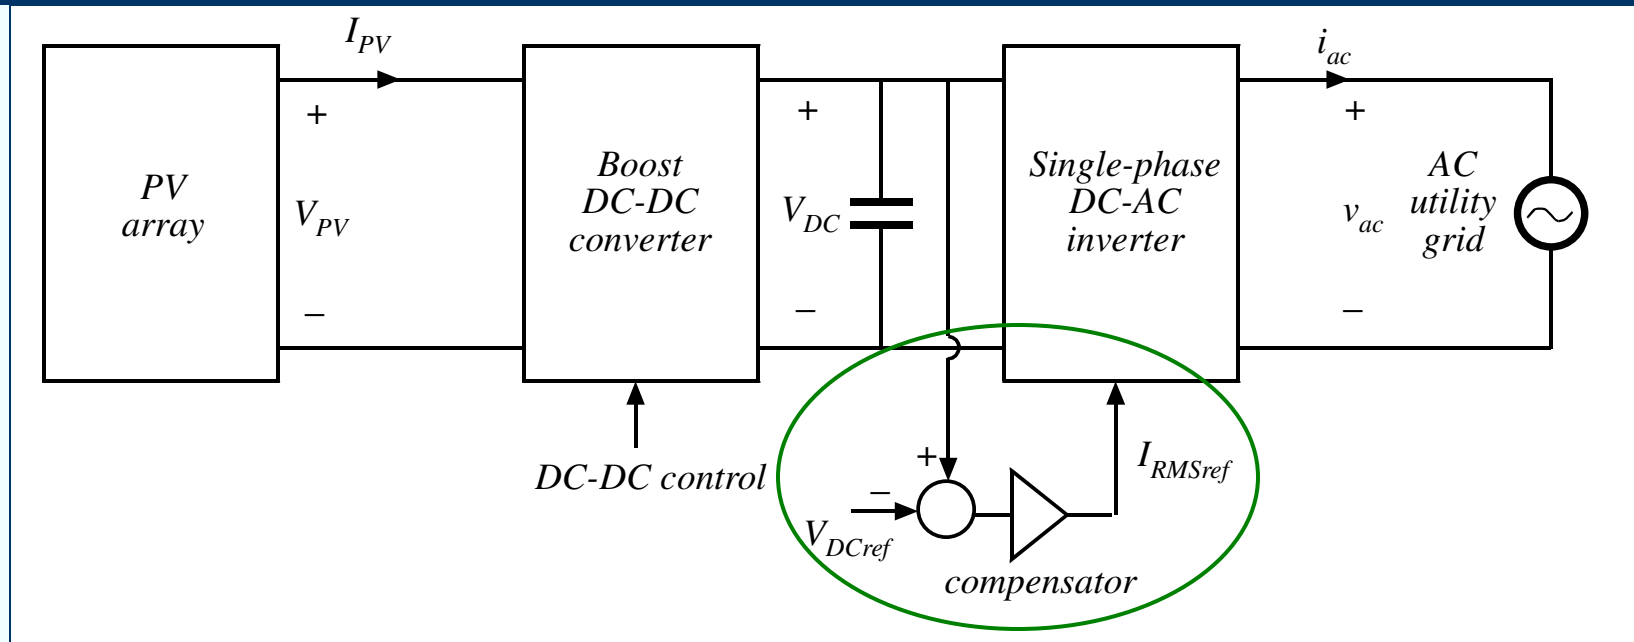 I_PV
i_ac
+
+
+
PV
array
V_PV
Boost
DC-DC
converter
V_DC
Single-phase
DC-AC
inverter
v_ac
AC
utility
grid
–
–
–
DC-DC control
+
–
V_DCref
I_RMSref
compensator